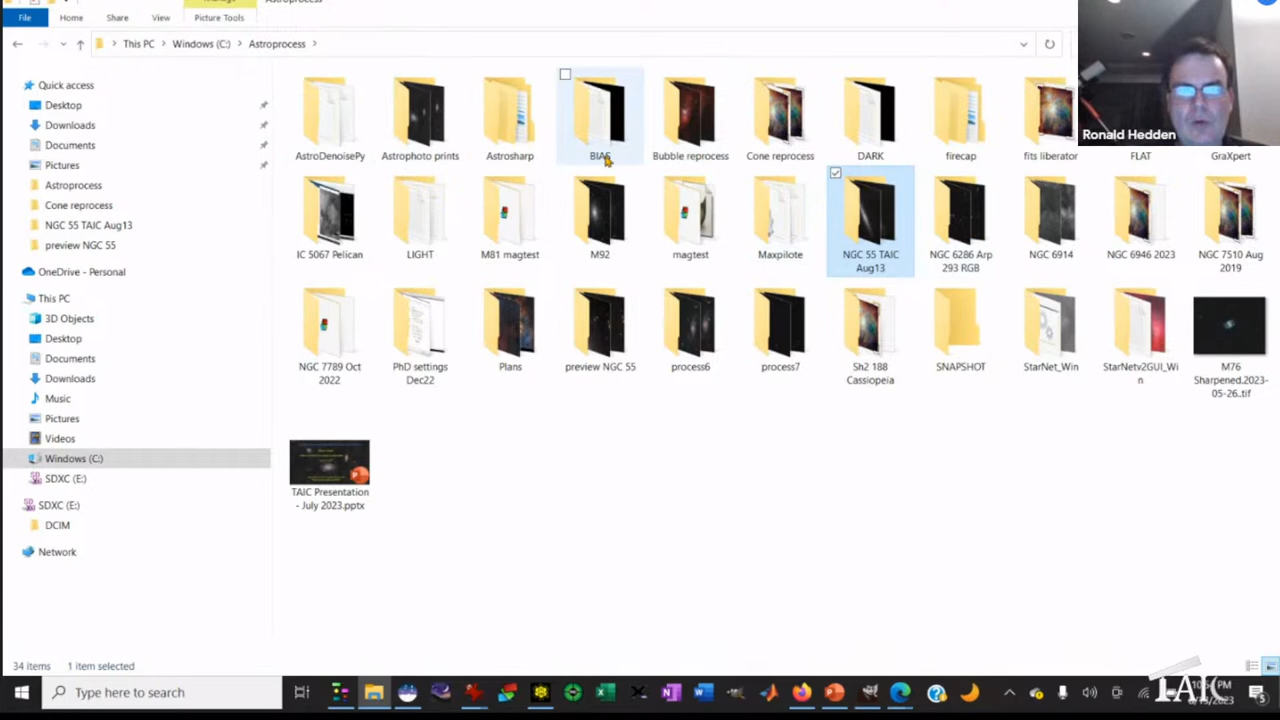 File
Home
Share
View
Picture Tools
Astroprocess
This PC
Windows (C:)
Astroprocess
Ronald Hedden
Quick access
Desktop
Downloads
Documents
Pictures
Astroprocess
Cone reprocess
NGC 55 TAIC Aug13
preview NGC 55
OneDrive - Personal
This PC
3D Objects
Desktop
Documents
Downloads
Music
Pictures
Videos
Windows (C:)
SDXC (E:)
SDXC (E:)
DCIM
Network
AstroDenoisePy
Astrophoto prints
Astrosharp
BIAS
Bubble reprocess
Cone reprocess
DARK
firecap
fits liberator
FLAT
GraXpert
IC 5067 Pelican
LIGHT
M81 magtest
M92
magtest
Maxpilote
NGC 55 TAIC
Aug13
NGC 6286 Arp
293 RGB
NGC 6914
NGC 6946 2023
NGC 7510 Aug
2019
NGC 7789 Oct
2022
PhD settings
Dec22
Plans
preview NGC 55
process6
process7
Sh2 188
Cassiopeia
SNAPSHOT
StarNet_Win
StarNetv2GUI_Wi
n
M76
Sharpened.2023-
05-26..tif
TAIC Presentation
- July 2023.pptx
34 items
1 item selected
Type here to search
TAIC